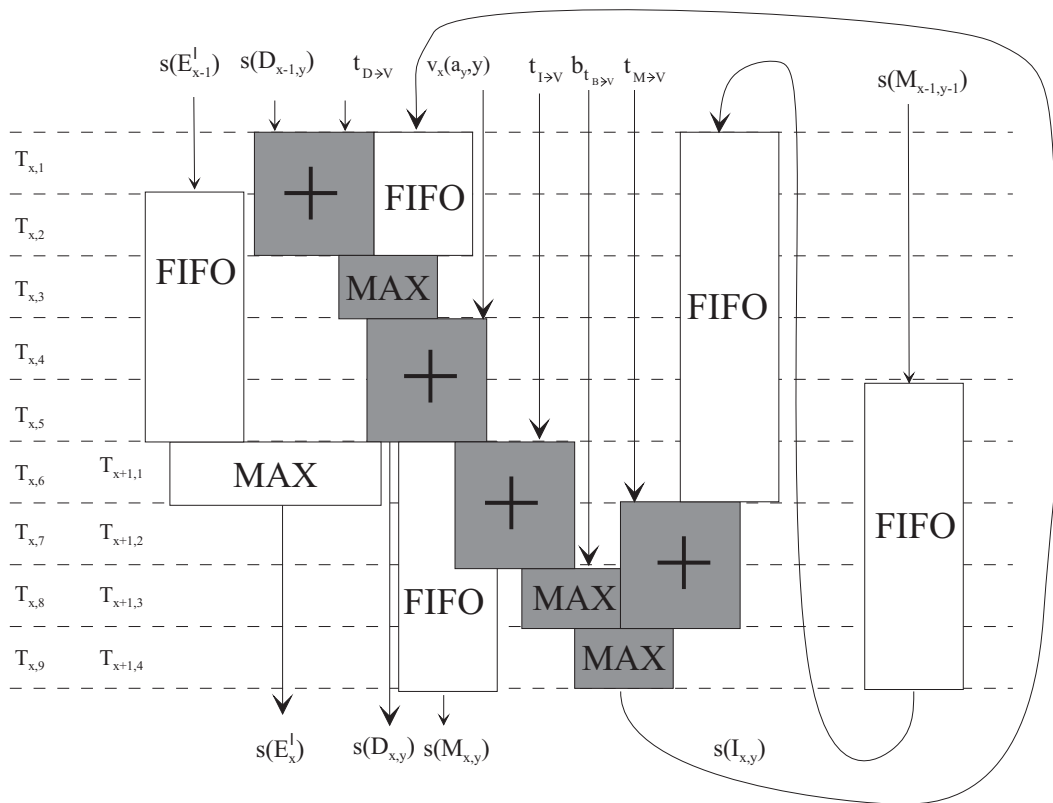 s(E^l_{x-1}) s(D_{x-1,y}) t_{D→V} v_x(a_y,y) t_{I→V} b_{t_{B→V}} t_{M→V} s(M_{x-1,y-1})
T_{x,1}
+ FIFO
T_{x,2}
FIFO
T_{x,3} MAX
FIFO
T_{x,4}
+
T_{x,5}
T_{x,6} T_{x+1,1} MAX
+
T_{x,7} T_{x+1,2} FIFO
+
T_{x,8} T_{x+1,3} FIFO MAX
T_{x,9} T_{x+1,4} MAX
s(E^l_x) s(D_{x,y}) s(M_{x,y}) s(I_{x,y})